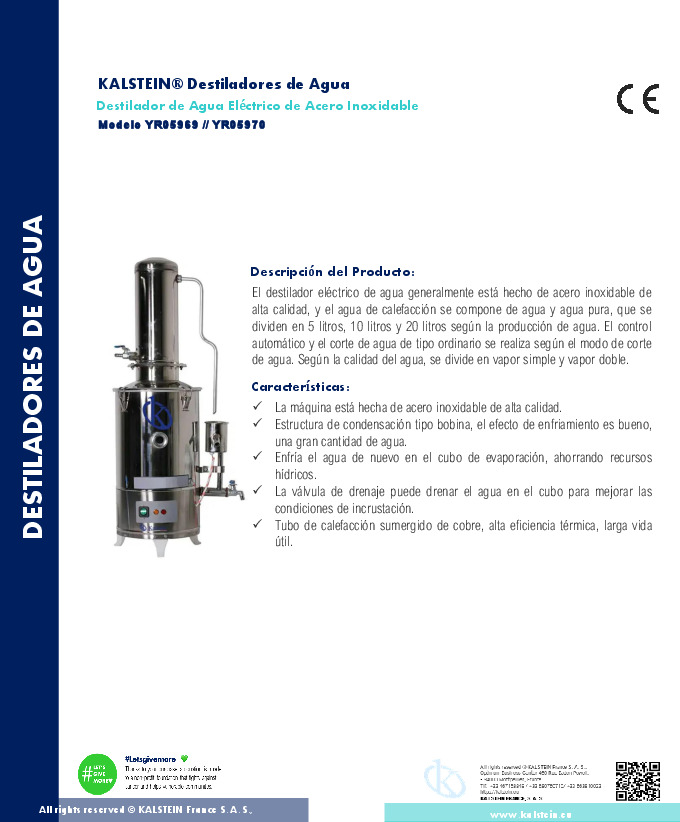 KALSTEIN® Destiladores de Agua
Destilador de Agua Eléctrico de Acero Inoxidable
Modelo YR05969 // YR05970
CE
DESTILADORES DE AGUA
Descripción del Producto:
El destilador eléctrico de agua generalmente está hecho de acero inoxidable de
alta calidad, y el agua de calefacción se compone de agua y agua pura, que se
dividen en 5 litros, 10 litros y 20 litros según la producción de agua. El control
automático y el corte de agua de tipo ordinario se realiza según el modo de corte
de agua. Según la calidad del agua, se divide en vapor simple y vapor doble.
Características:
✓ La máquina está hecha de acero inoxidable de alta calidad.
✓ Estructura de condensación tipo bobina, el efecto de enfriamiento es bueno,
una gran cantidad de agua.
✓ Enfría el agua de nuevo en el cubo de evaporación, ahorrando recursos
hídricos.
✓ La válvula de drenaje puede drenar el agua en el cubo para mejorar las
condiciones de incrustación.
✓ Tubo de calefacción sumergido de cobre, alta eficiencia térmica, larga vida
útil.
# LET'S
GIVE
MORE
#Letsgivemore
All rights reserved © KALSTEIN France S.A.S.,
KALSTEIN FRANCE, S.A.S
All rights reserved © KALSTEIN France S.A.S.,
www.kalstein.eu